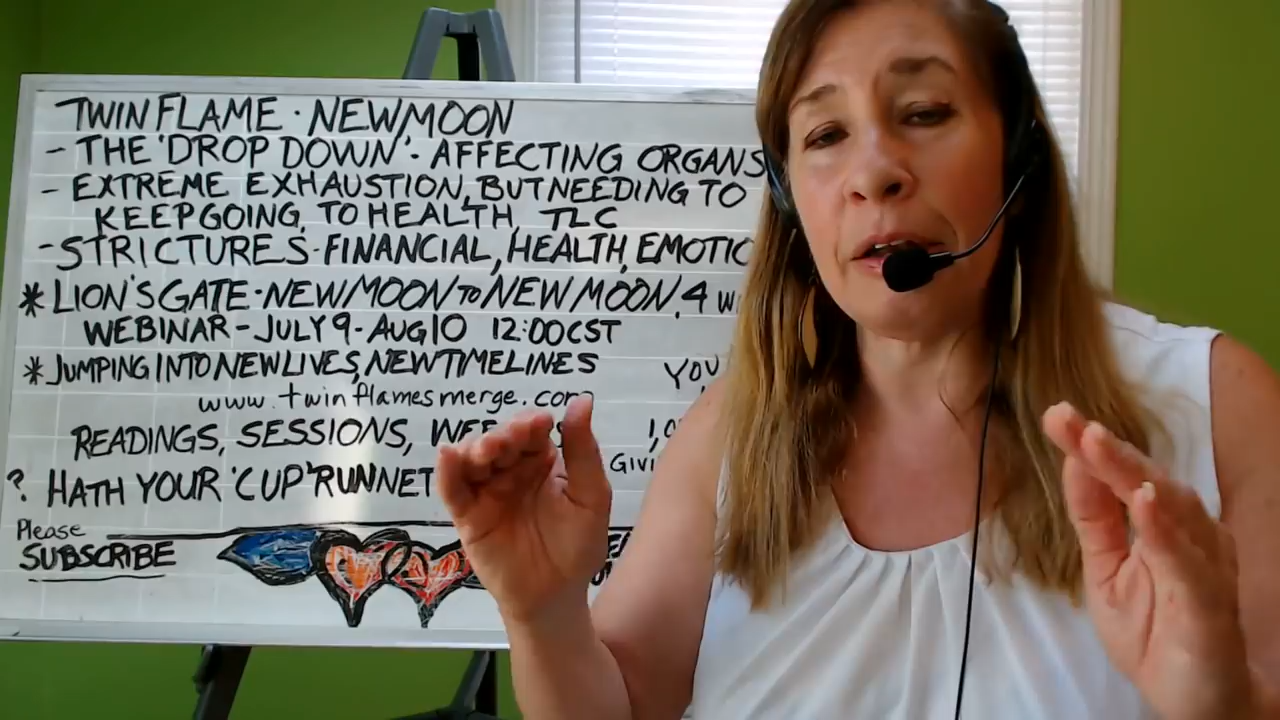 TWIN FLAME · NEW MOON
- THE 'DROP DOWN' - AFFECTING ORGANS
- EXTREME EXHAUSTION, BUT NEEDING TO
KEEP GOING, TO HEALTH, TLC
- STRICTURES - FINANCIAL, HEALTH,
* LION'S GATE - NEW MOON TO NEW MOON, 4
WEBINAR - JULY 9 - AUG 10 12:00 CST
* JUMPING INTO NEW LIVES, NEW TIMELINES
YOU
www.twinflamesmerge.com
READINGS, SESSIONS,
? HATH YOUR 'CUP' RUNNET
Please
SUBSCRIBE